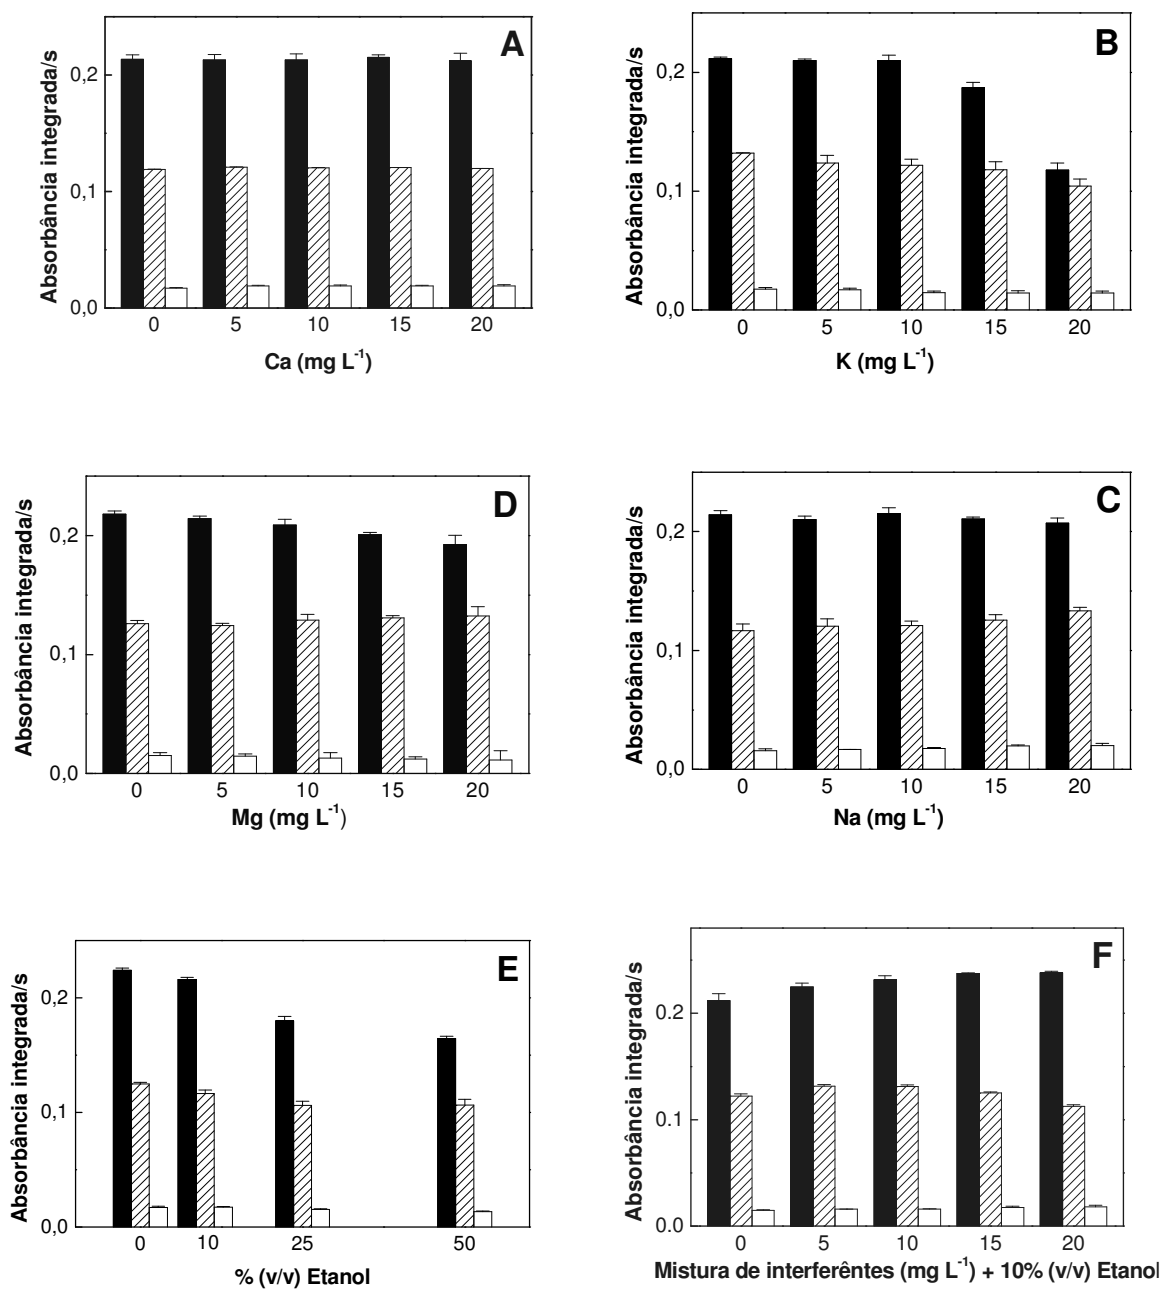 A
Absorbância integrada/s
0,2
0,1
0,0
0 5 10 15 20
Ca (mg L⁻¹)
B
Absorbância integrada/s
0,2
0,1
0,0
0 5 10 15 20
K (mg L⁻¹)
D
Absorbância integrada/s
0,2
0,1
0,0
0 5 10 15 20
Mg (mg L⁻¹)
C
Absorbância integrada/s
0,2
0,1
0,0
0 5 10 15 20
Na (mg L⁻¹)
E
Absorbância integrada/s
0,2
0,1
0,0
0 10 25 50
% (v/v) Etanol
F
Absorbância integrada/s
0.2
0.1
0.0
0 5 10 15 20
Mistura de interferêntes (mg L⁻¹) + 10% (v/v) Etanol